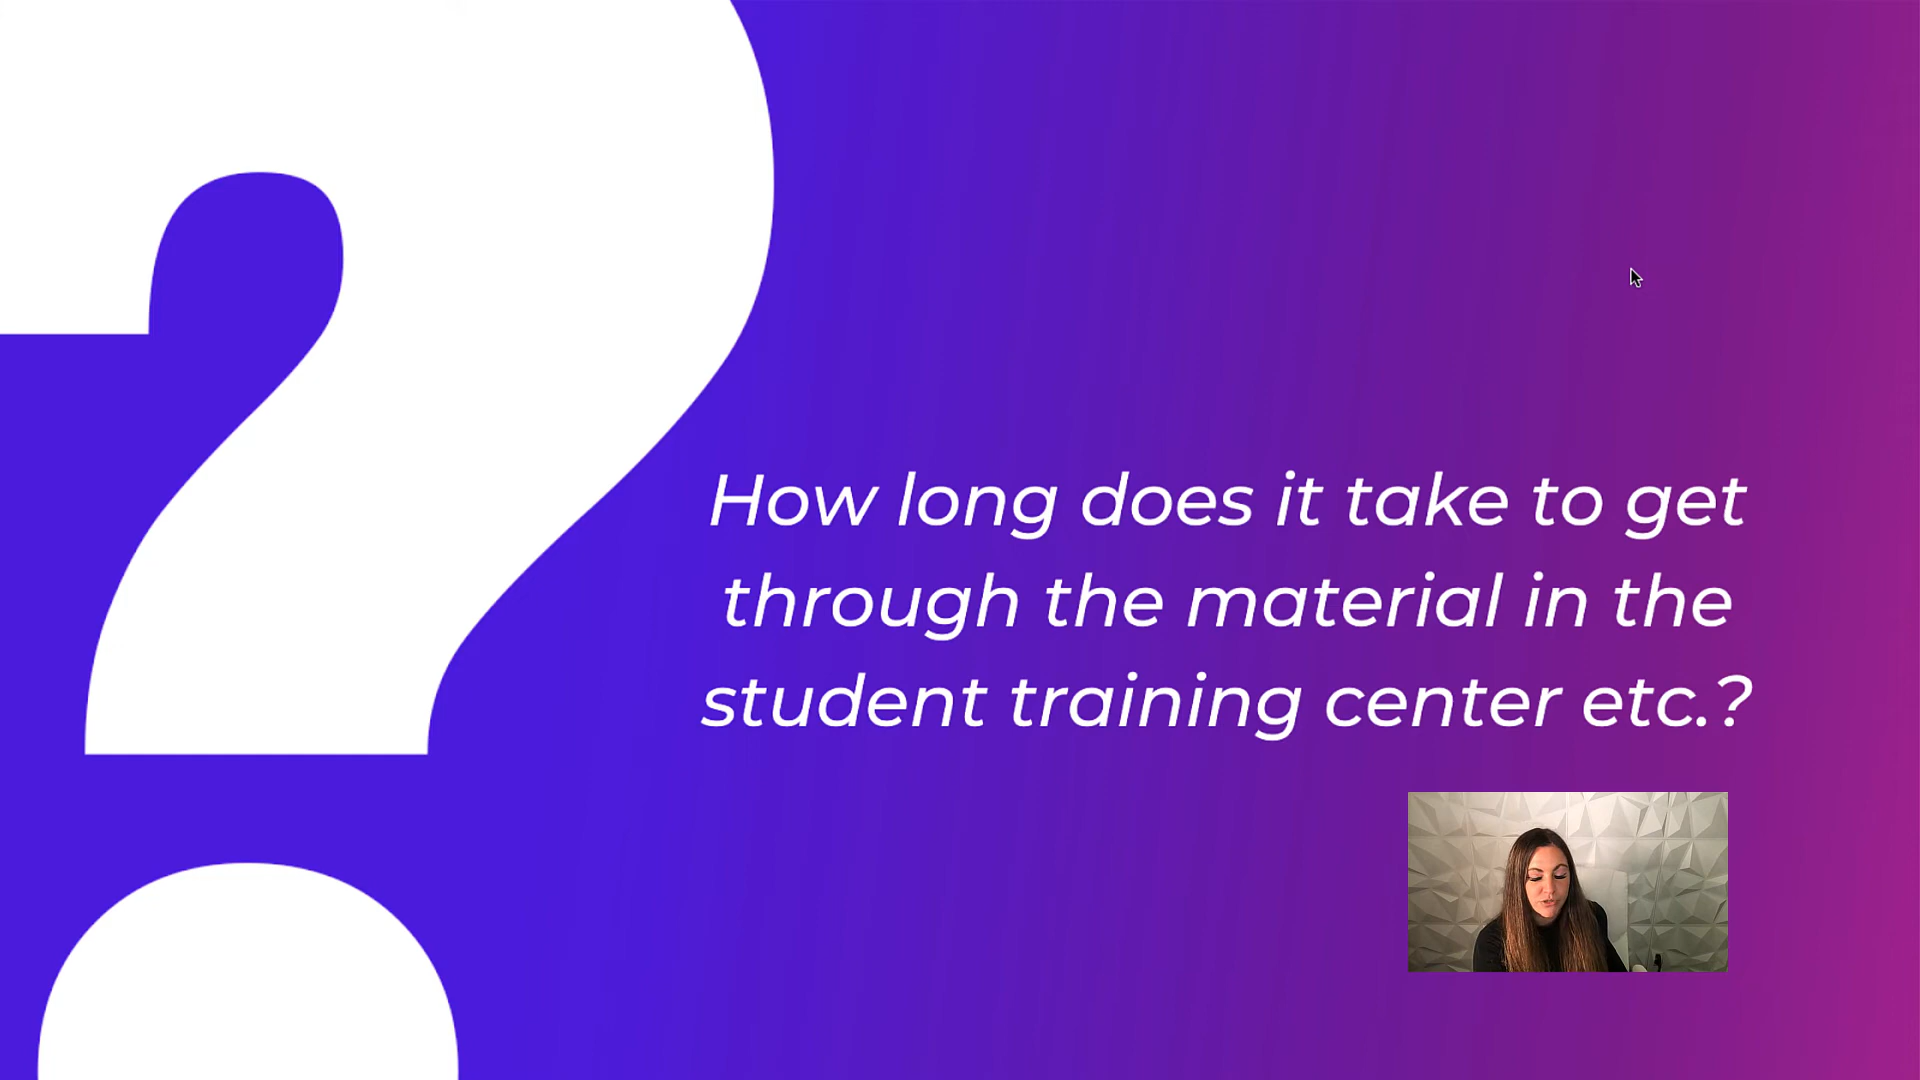 ?
How long does it take to get
through the material in the
student training center etc.?